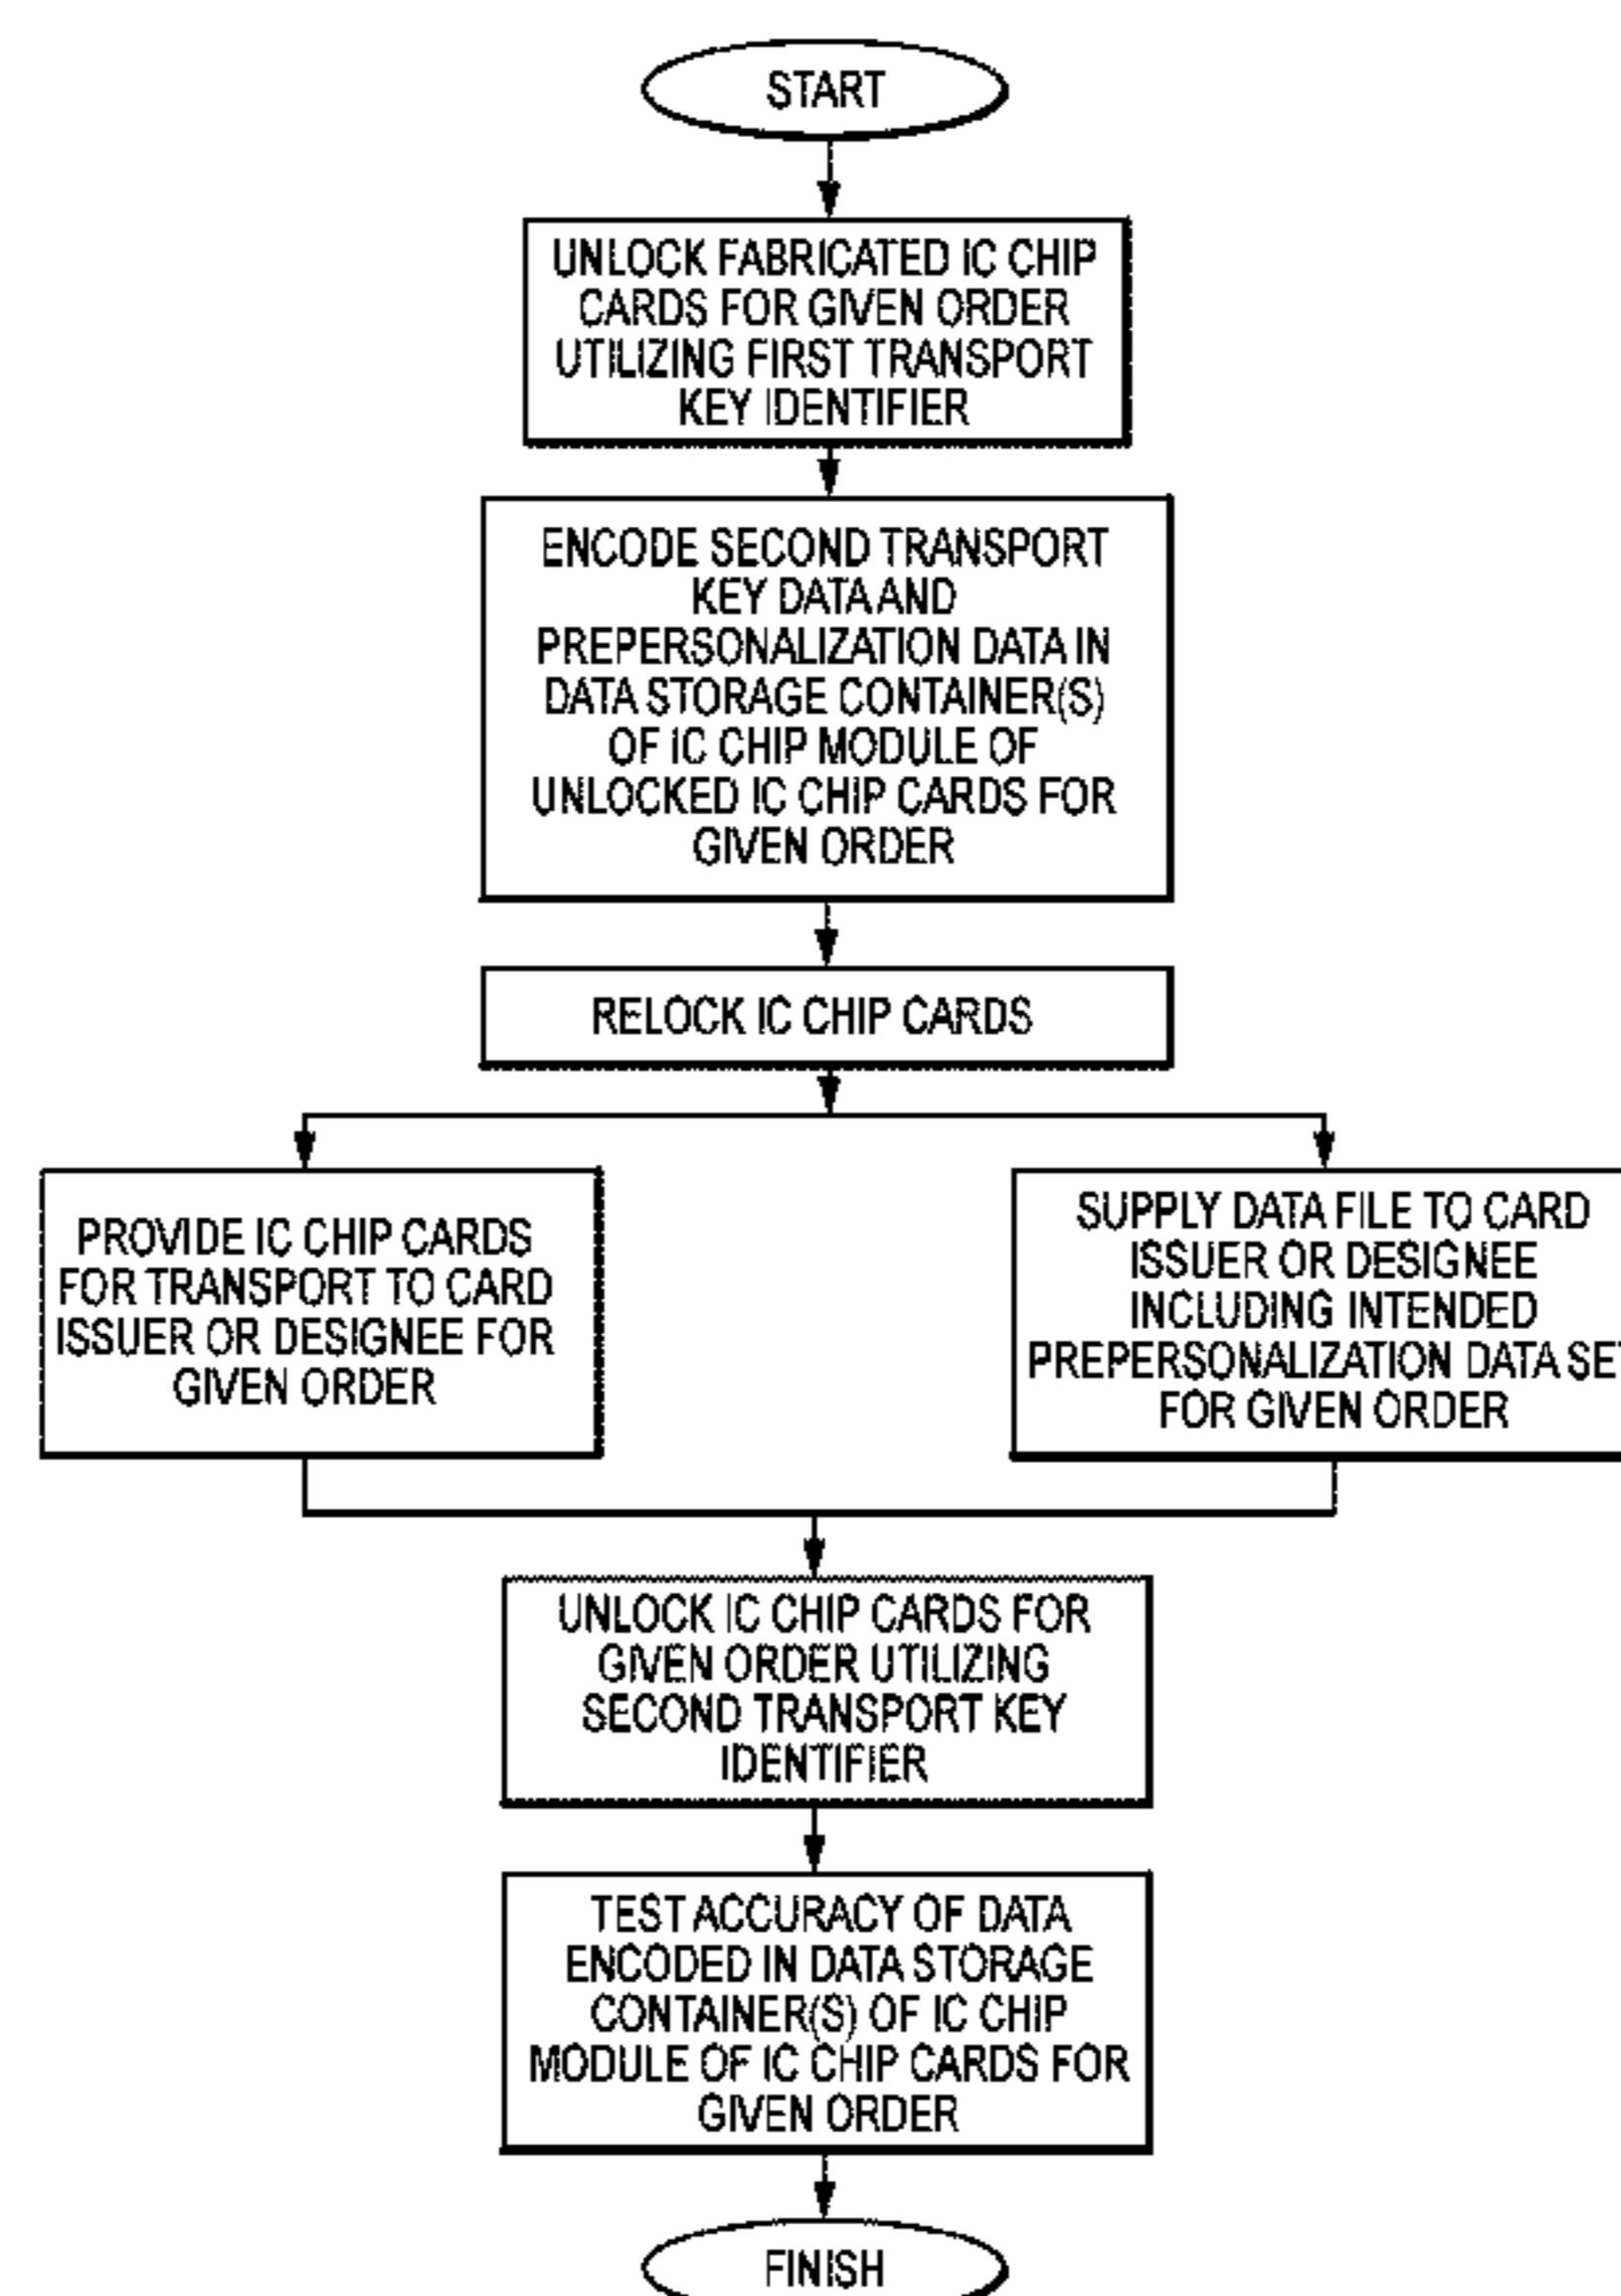 START
UNLOCK FABRICATED IC CHIP
CARDS FOR GIVEN ORDER
UTILIZING FIRST TRANSPORT
KEY IDENTIFIER
ENCODE SECOND TRANSPORT
KEY DATA AND
PREPERSONALIZATION DATA IN
DATA STORAGE CONTAINER(S)
OF IC CHIP MODULE OF
UNLOCKED IC CHIP CARDS FOR
GIVEN ORDER
RELOCK IC CHIP CARDS
PROVIDE IC CHIP CARDS
FOR TRANSPORT TO CARD
ISSUER OR DESIGNEE FOR
GIVEN ORDER
SUPPLY DATA FILE TO CARD
ISSUER OR DESIGNEE
INCLUDING INTENDED
PREPERSONALIZATION DATA SET
FOR GIVEN ORDER
UNLOCK IC CHIP CARDS FOR
GIVEN ORDER UTILIZING
SECOND TRANSPORT KEY
IDENTIFIER
TEST ACCURACY OF DATA
ENCODED IN DATA STORAGE
CONTAINER(S) OF IC CHIP
MODULE OF IC CHIP CARDS FOR
GIVEN ORDER
FINISH